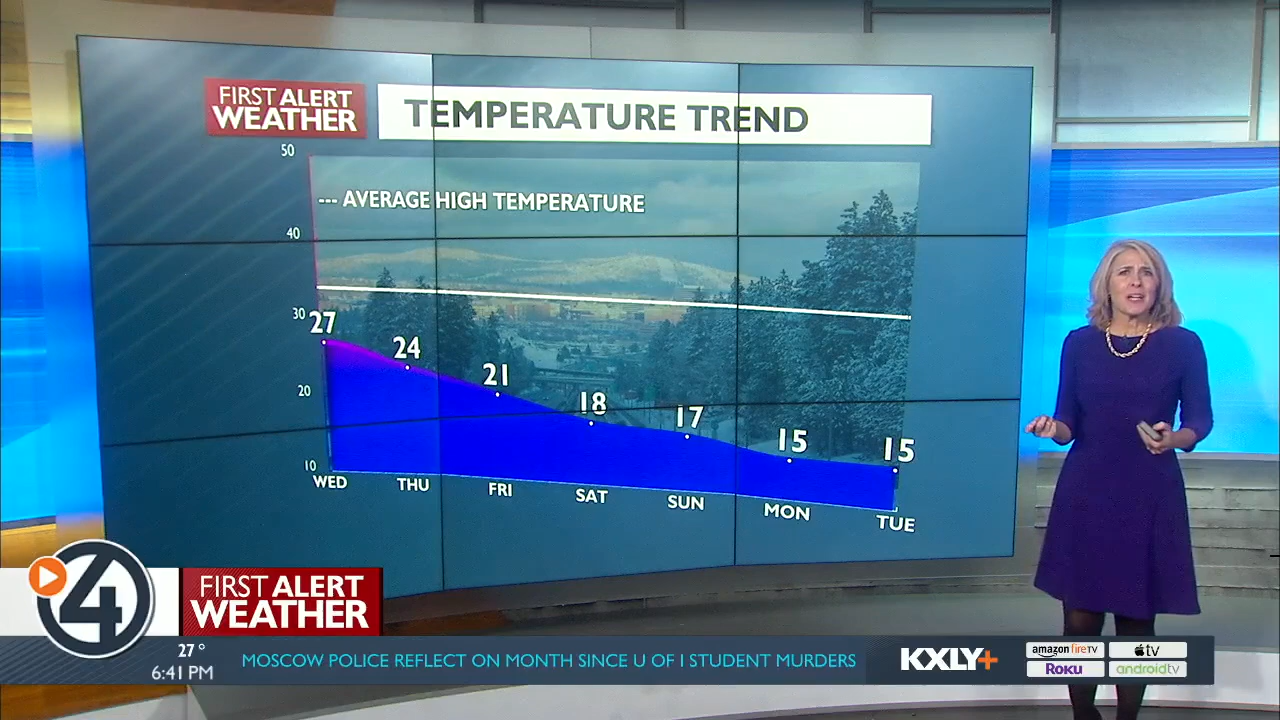 FIRST ALERT
WEATHER
TEMPERATURE TREND
50
--- AVERAGE HIGH TEMPERATURE
40
30
27
24
21
20
18
17
15
15
10
WED
THU
FRI
SAT
SUN
MON
TUE
4
FIRST ALERT
WEATHER
27°
6:41 PM
MOSCOW POLICE REFLECT ON MONTH SINCE U OF I STUDENT MURDERS
KXLY+
amazon fireTV
tv
ROKU
androidtv